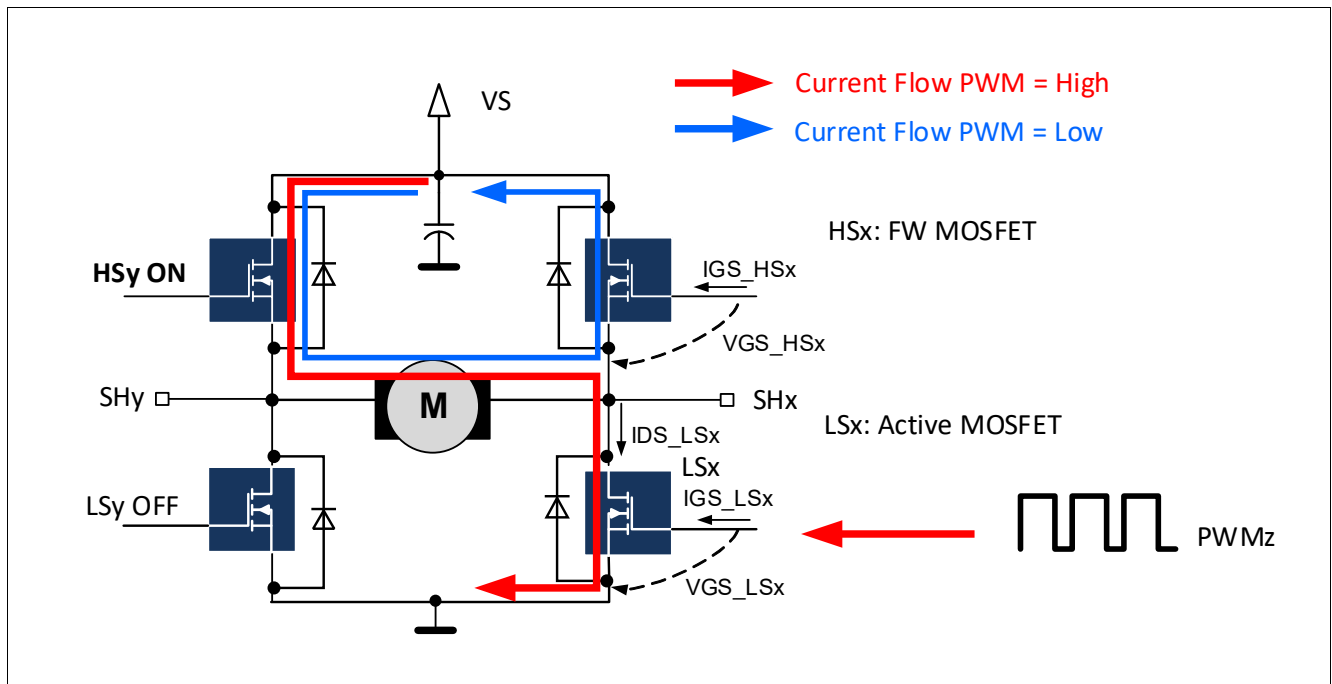 VS
Current Flow PWM = High
Current Flow PWM = Low
HSx: FW MOSFET
HSy ON
IGS_HSx
VGS_HSx
SHy
M
SHx
LSx: Active MOSFET
IDS_LSx
LSx
LSy OFF
IGS_LSx
PWMz
VGS_LSx